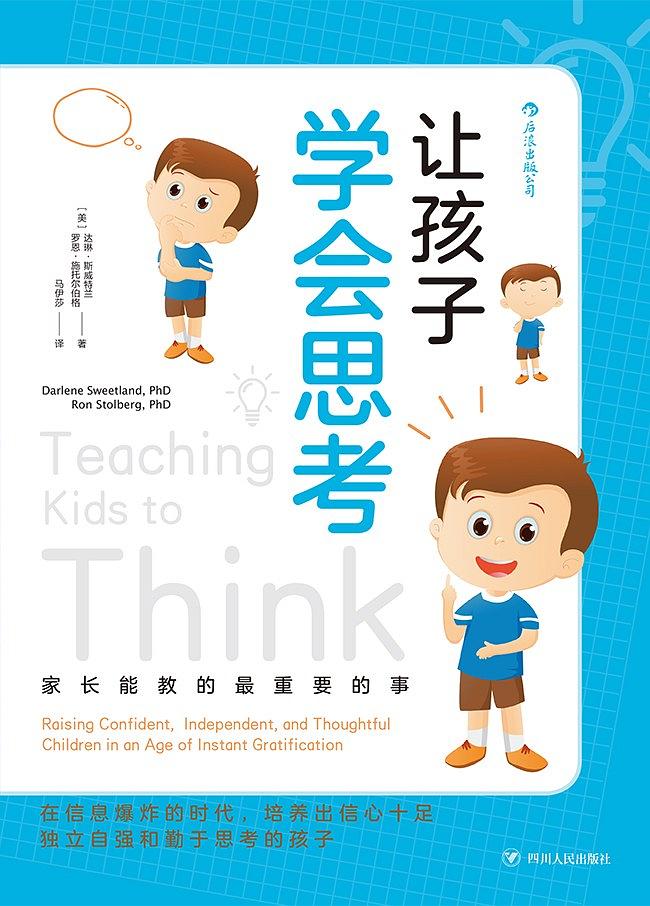 让孩子
学会思考
后浪出版公司
［美］达琳·斯威特兰
罗恩·施托尔伯格 —— 著
马伊莎 —— 译
Darlene Sweetland, PhD
Ron Stolberg, PhD
Teaching
Kids to
Think
家长能教的最重要的事
Raising Confident, Independent, and Thoughtful
Children in an Age of Instant Gratification
在信息爆炸的时代，培养出信心十足
独立自强和勤于思考的孩子
四川人民出版社